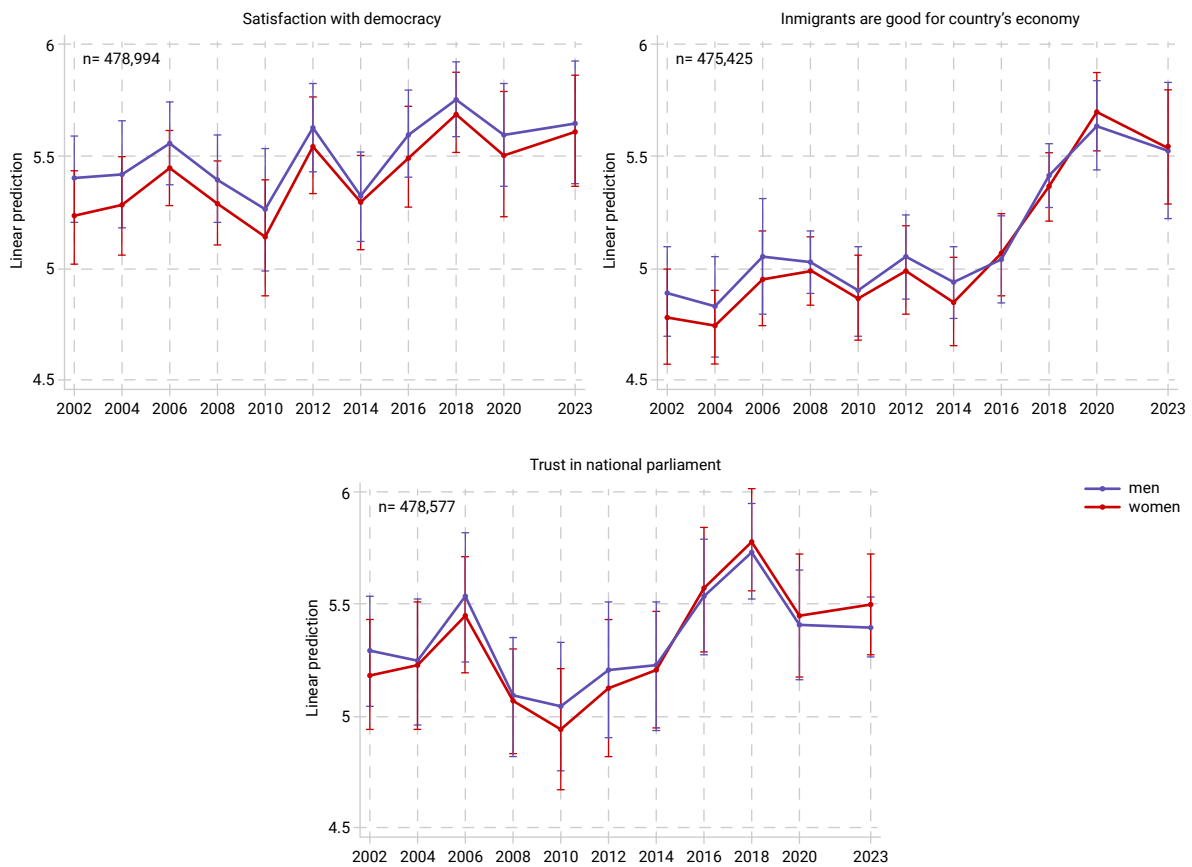 Satisfaction with democracy
n= 478,994
Linear prediction
6
5.5
5
4.5
2002 2004 2006 2008 2010 2012 2014 2016 2018 2020 2023
Inmigrants are good for country's economy
n= 475,425
Linear prediction
6
5.5
5
4.5
2002 2004 2006 2008 2010 2012 2014 2016 2018 2020 2023
Trust in national parliament
n= 478,577
Linear prediction
6
5.5
5
4.5
2002 2004 2006 2008 2010 2012 2014 2016 2018 2020 2023
men
women